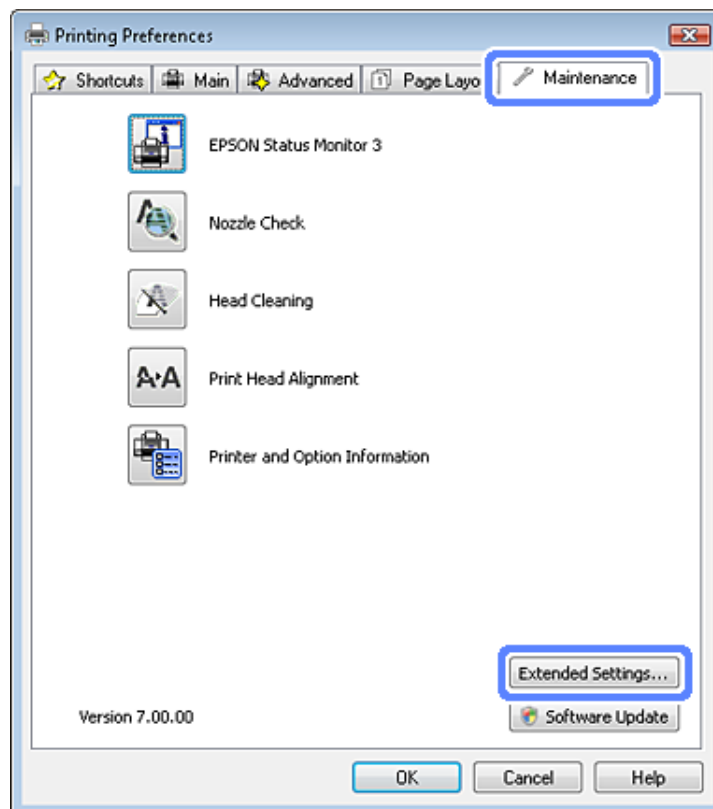 Printing Preferences
Shortcuts Main Advanced Page Layo Maintenance
EPSON Status Monitor 3
Nozzle Check
Head Cleaning
A A
Print Head Alignment
Printer and Option Information
Extended Settings...
Version 7.00.00 Software Update
OK Cancel Help